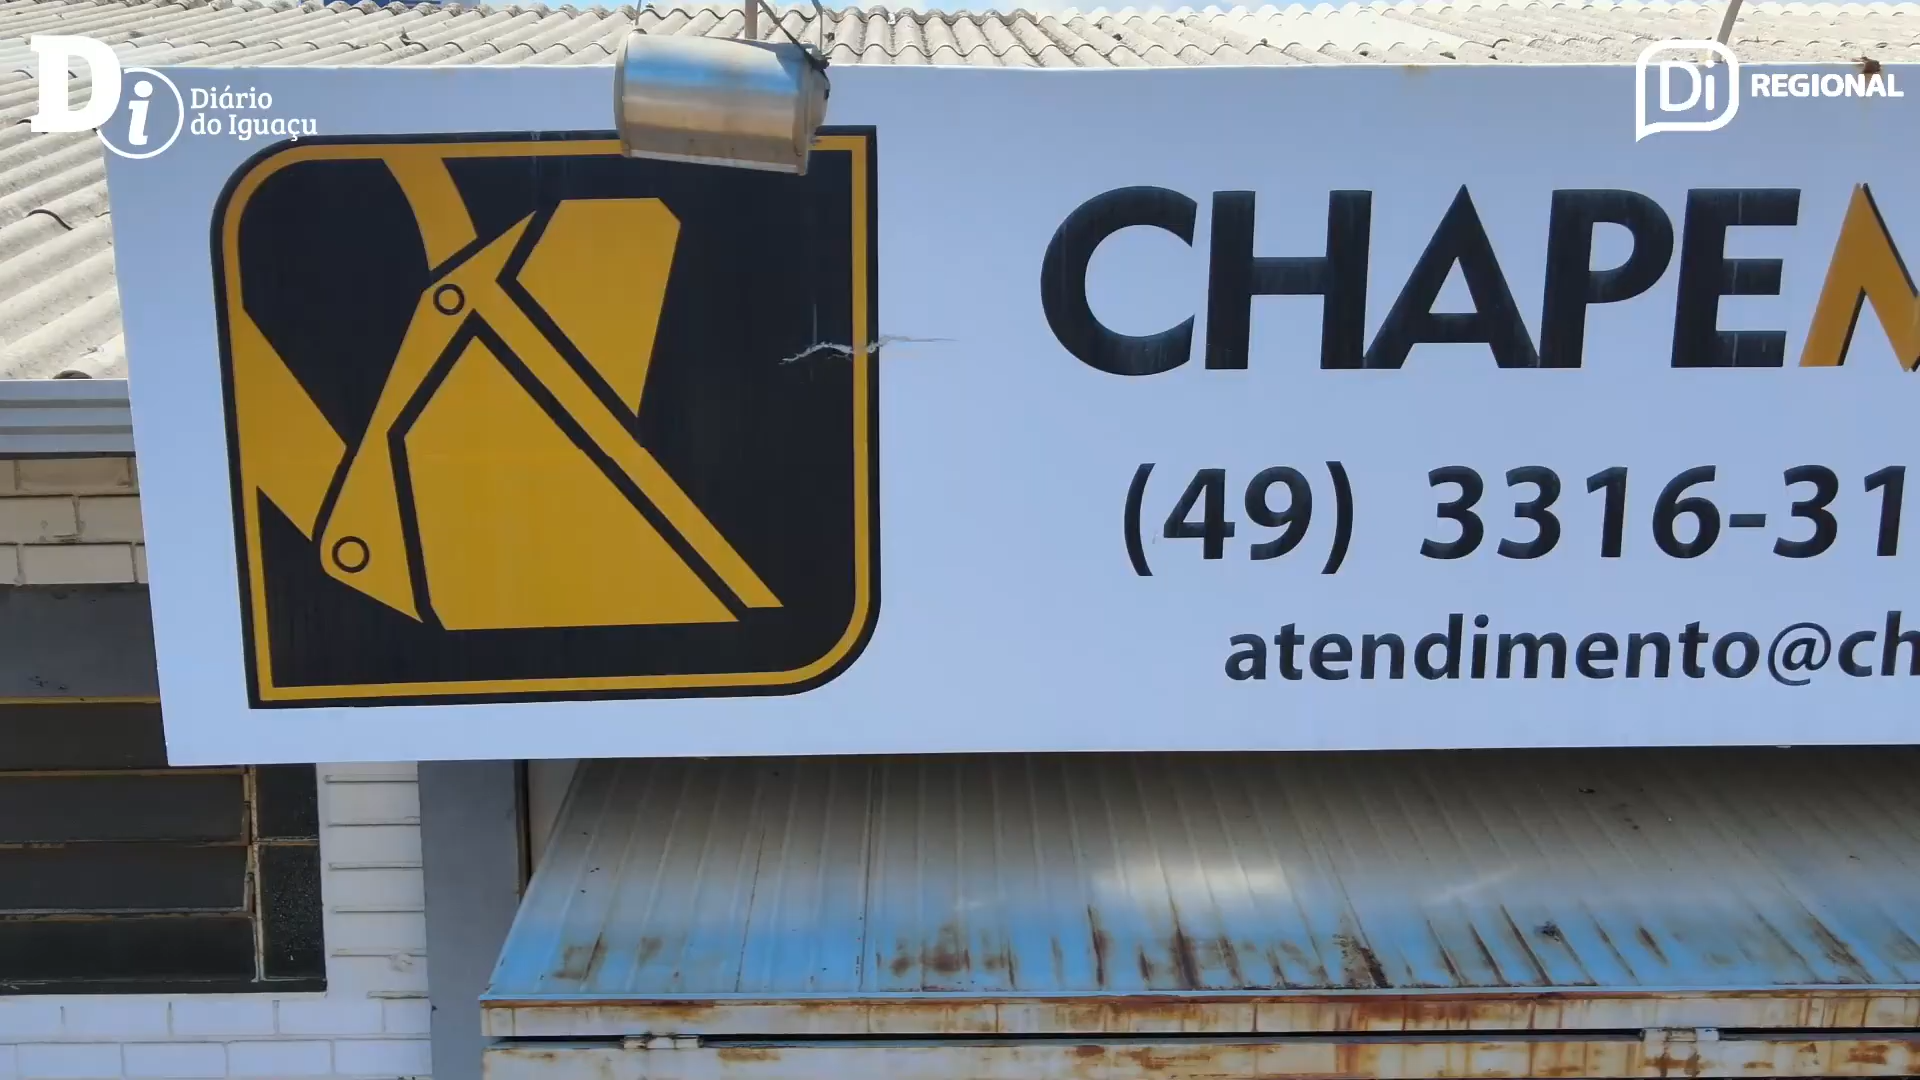 Di Diário
do Iguaçu
Di REGIONAL
CHAPE
(49) 3316-31
atendimento@ch